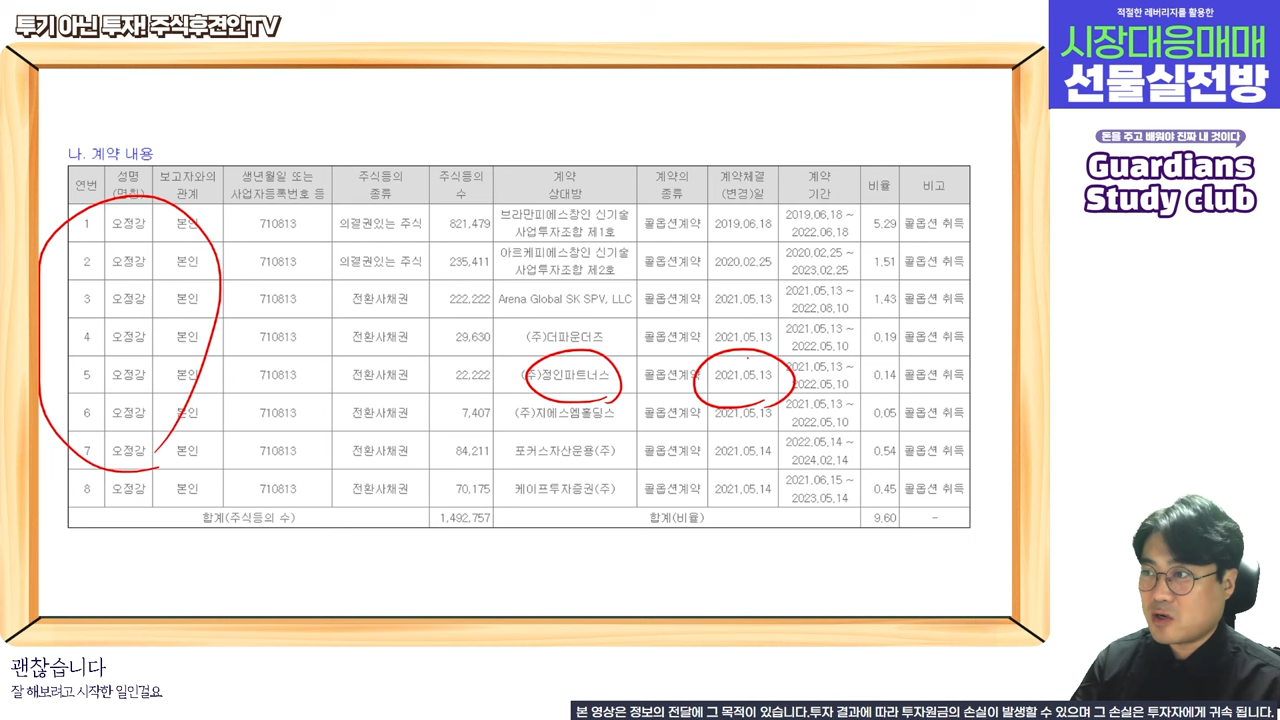 투기 아닌 투자! 주식후견인TV
적절한 레버리지를 활용한
시장대응매매
선물실전방
돈을 주고 배워야 진짜 내 것이다
Guardians
Study club
나. 계약 내용
연번 성명 (명칭) 보고자와의 관계 생년월일 또는 사업자등록번호 등 주식등의 종류 주식등의 수 계약 상대방 계약의 종류 계약체결 (변경)일 계약 기간 비율 비고
1 오정강 본인 710813 의결권있는 주식 821,479 브라만피에스창인 신기술 사업투자조합 제1호 콜옵션계약 2019.06.18 2019.06.18 ~ 2022.06.18 5.29 콜옵션 취득
2 오정강 본인 710813 의결권있는 주식 235,411 아르케피에스창인 신기술 사업투자조합 제2호 콜옵션계약 2020.02.25 2020.02.25 ~ 2023.02.25 1.51 콜옵션 취득
3 오정강 본인 710813 전환사채권 222,222 Arena Global SK SPV, LLC 콜옵션계약 2021.05.13 2021.05.13 ~ 2022.08.10 1.43 콜옵션 취득
4 오정강 본인 710813 전환사채권 29,630 (주)더파운더즈 콜옵션계약 2021.05.13 2021.05.13 ~ 2022.05.10 0.19 콜옵션 취득
5 오정강 본인 710813 전환사채권 22,222 (주)정인파트너스 콜옵션계약 2021.05.13 2021.05.13 ~ 2022.05.10 0.14 콜옵션 취득
6 오정강 본인 710813 전환사채권 7,407 (주)지에스엠홀딩스 콜옵션계약 2021.05.13 2021.05.13 ~ 2022.05.10 0.05 콜옵션 취득
7 오정강 본인 710813 전환사채권 84,211 포커스자산운용(주) 콜옵션계약 2021.05.14 2022.05.14 ~ 2024.02.14 0.54 콜옵션 취득
8 오정강 본인 710813 전환사채권 70,175 케이프투자증권(주) 콜옵션계약 2021.05.14 2021.06.15 ~ 2023.05.14 0.45 콜옵션 취득
합계(주식등의 수) 1,492,757 합계(비율) 9.60 -
괜찮습니다
잘 해보려고 시작한 일인걸요
본 영상은 정보의 전달에 그 목적이 있습니다.투자 결과에 따라 투자원금의 손실이 발생할 수 있으며 그 손실은 투자자에게 귀속 됩니다.